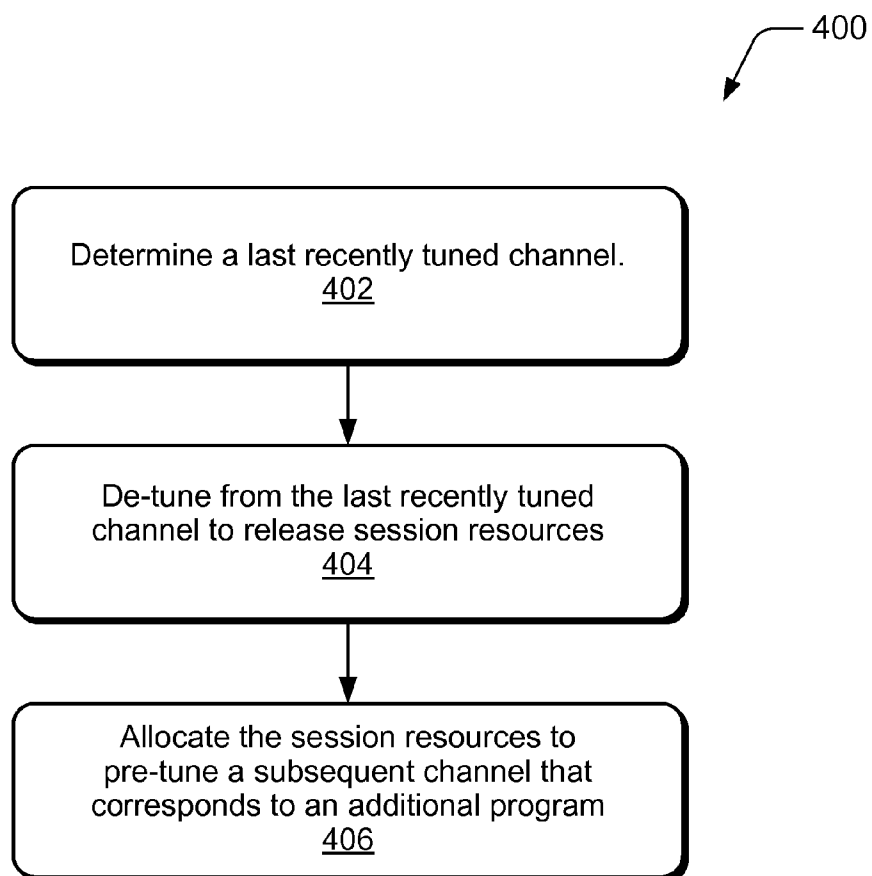 400
Determine a last recently tuned channel.
402
De-tune from the last recently tuned
channel to release session resources
404
Allocate the session resources to
pre-tune a subsequent channel that
corresponds to an additional program
406